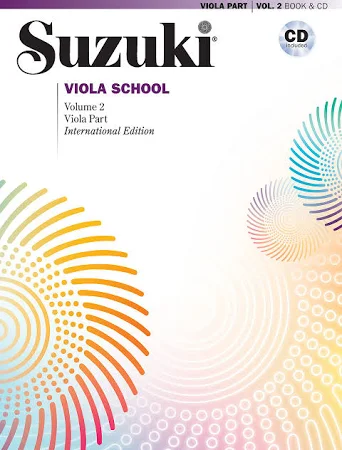 VIOLA PART | VOL. 2 BOOK & CD
Suzuki®
CD
included
VIOLA SCHOOL
Volume 2
Viola Part
International Edition